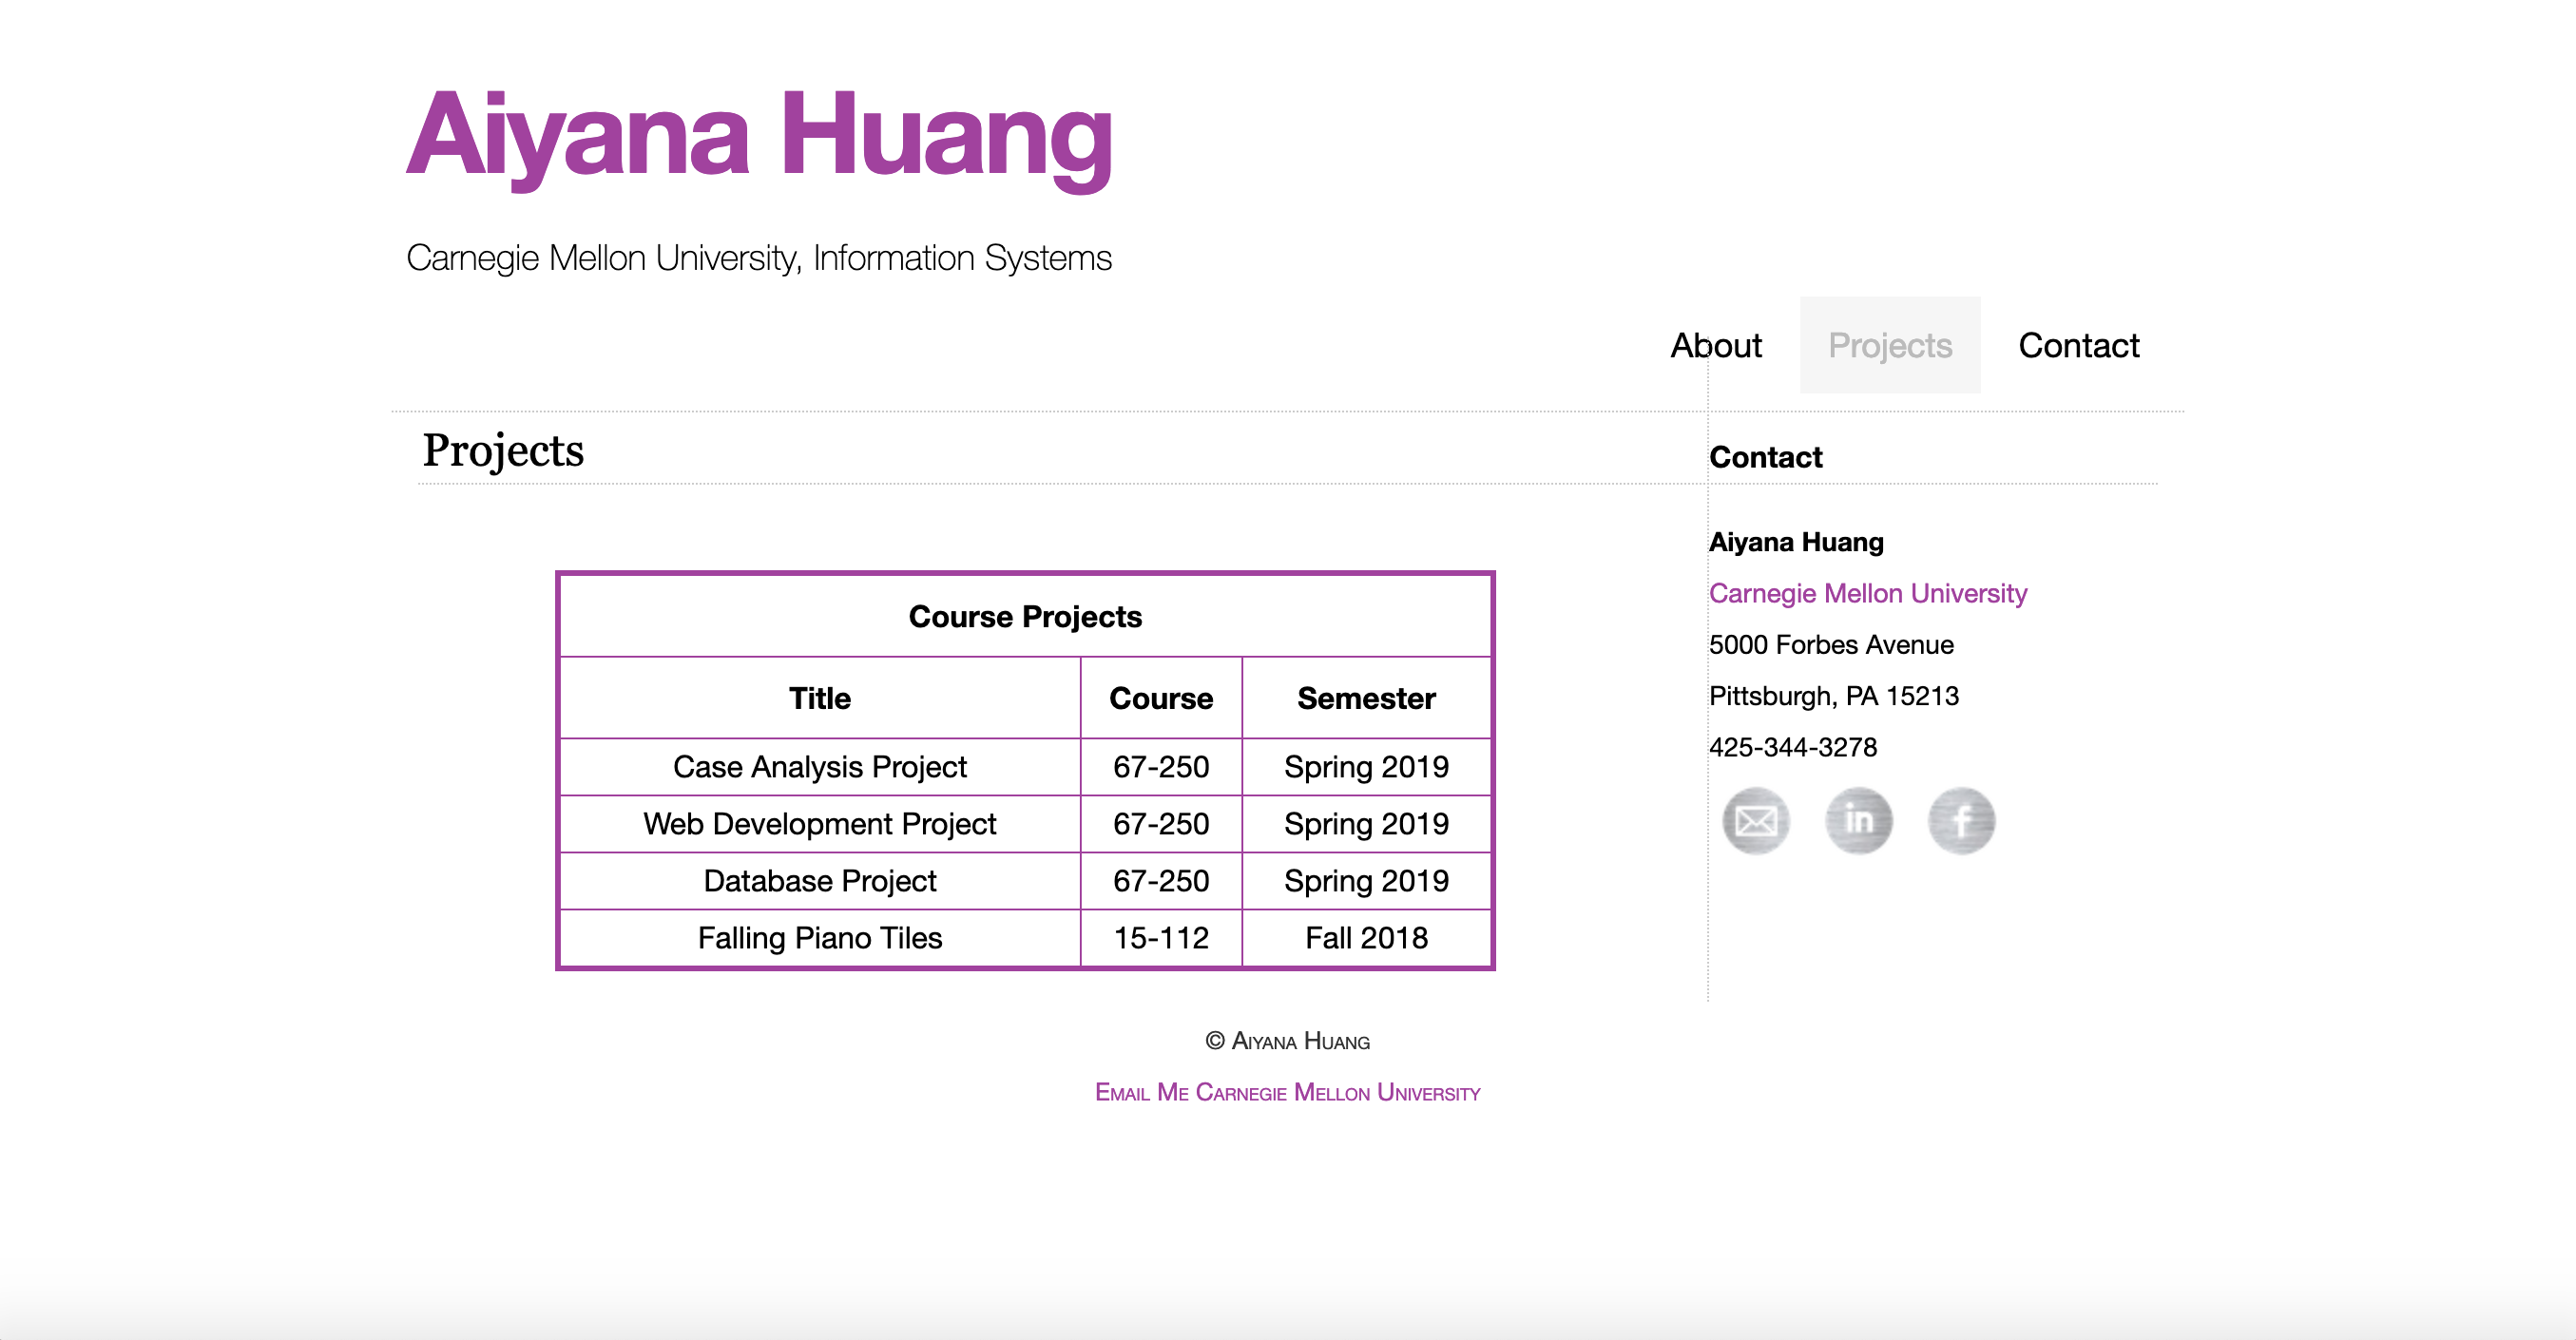 Aiyana Huang
Carnegie Mellon University, Information Systems
About Projects Contact
Projects
Course Projects
Title Course Semester
Case Analysis Project 67-250 Spring 2019
Web Development Project 67-250 Spring 2019
Database Project 67-250 Spring 2019
Falling Piano Tiles 15-112 Fall 2018
Contact
Aiyana Huang
Carnegie Mellon University
5000 Forbes Avenue
Pittsburgh, PA 15213
425-344-3278
in f
© Aiyana Huang
Email Me Carnegie Mellon University